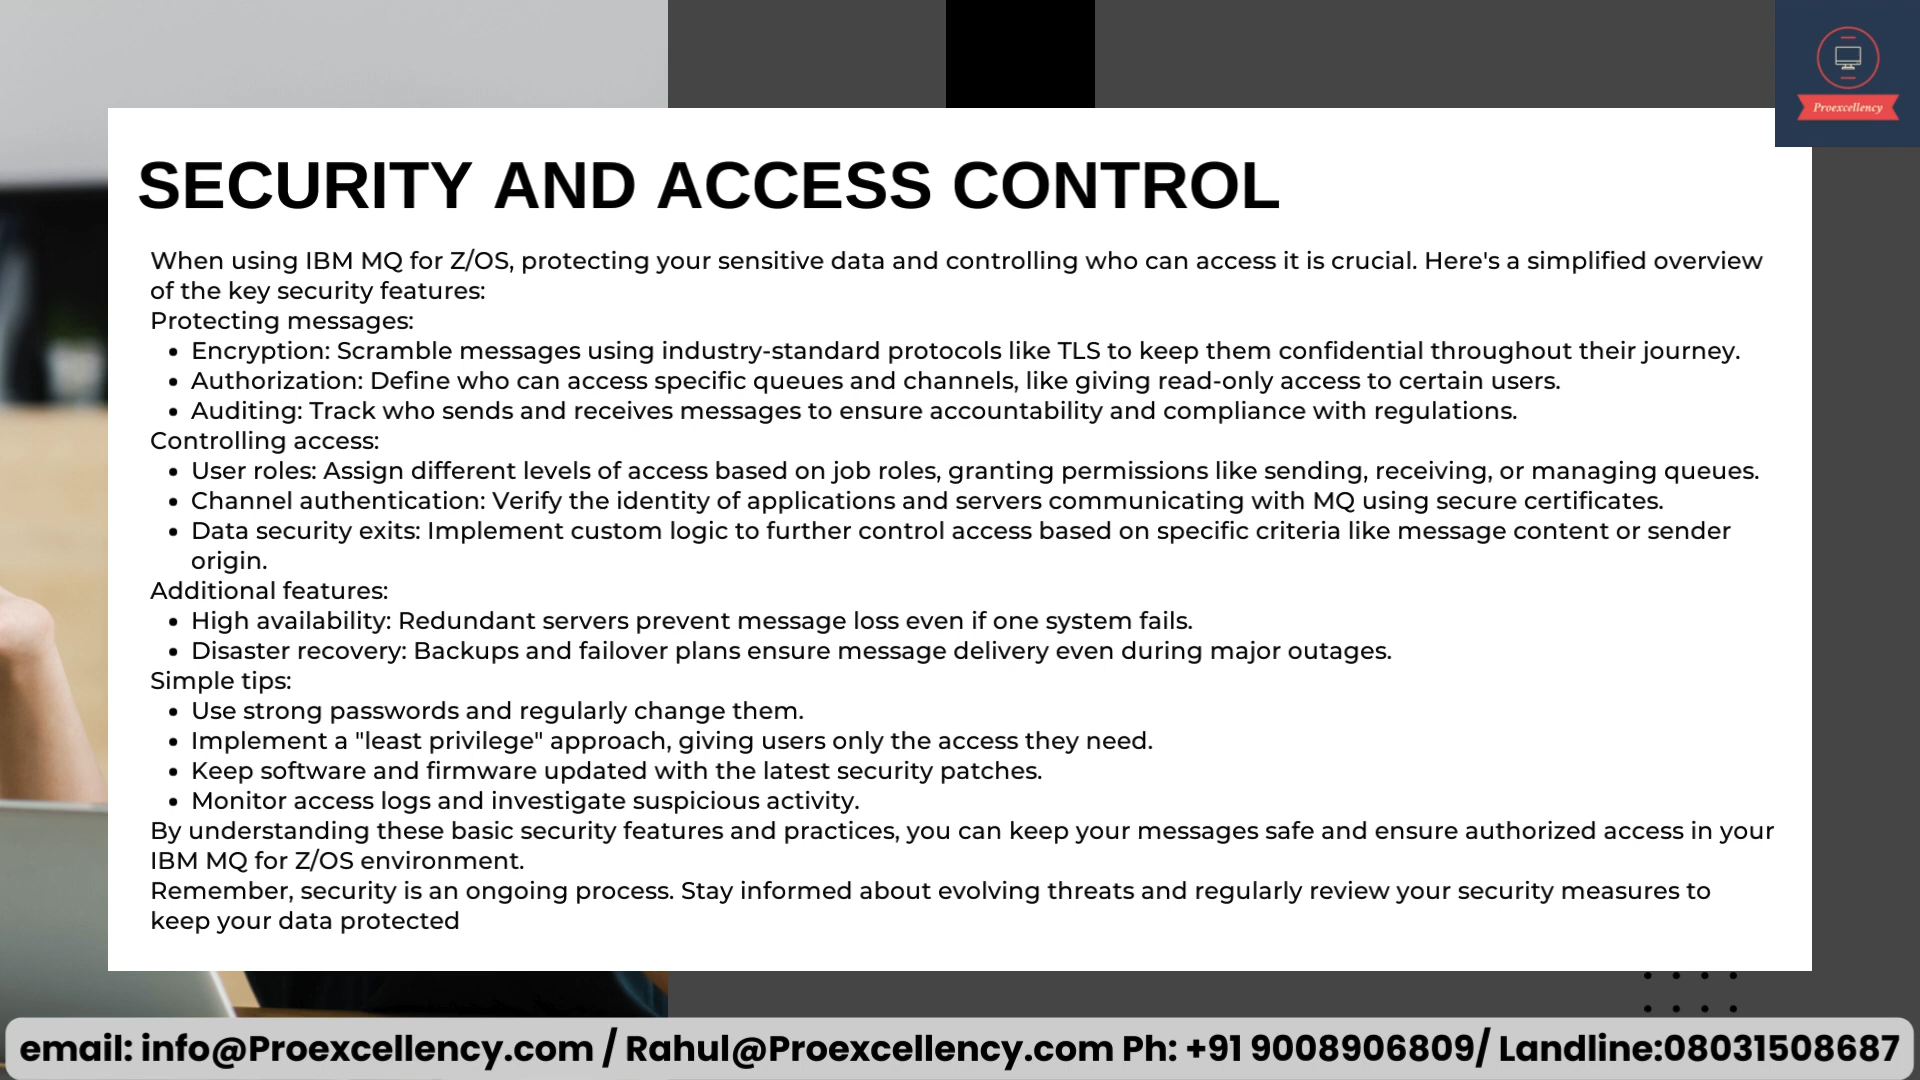 Proexcellency
SECURITY AND ACCESS CONTROL
When using IBM MQ for Z/OS, protecting your sensitive data and controlling who can access it is crucial. Here's a simplified overview
of the key security features:
Protecting messages:
• Encryption: Scramble messages using industry-standard protocols like TLS to keep them confidential throughout their journey.
• Authorization: Define who can access specific queues and channels, like giving read-only access to certain users.
• Auditing: Track who sends and receives messages to ensure accountability and compliance with regulations.
Controlling access:
• User roles: Assign different levels of access based on job roles, granting permissions like sending, receiving, or managing queues.
• Channel authentication: Verify the identity of applications and servers communicating with MQ using secure certificates.
• Data security exits: Implement custom logic to further control access based on specific criteria like message content or sender
origin.
Additional features:
• High availability: Redundant servers prevent message loss even if one system fails.
• Disaster recovery: Backups and failover plans ensure message delivery even during major outages.
Simple tips:
• Use strong passwords and regularly change them.
• Implement a "least privilege" approach, giving users only the access they need.
• Keep software and firmware updated with the latest security patches.
• Monitor access logs and investigate suspicious activity.
By understanding these basic security features and practices, you can keep your messages safe and ensure authorized access in your
IBM MQ for Z/OS environment.
Remember, security is an ongoing process. Stay informed about evolving threats and regularly review your security measures to
keep your data protected
email: info@Proexcellency.com / Rahul@Proexcellency.com Ph: +91 9008906809/ Landline:08031508687